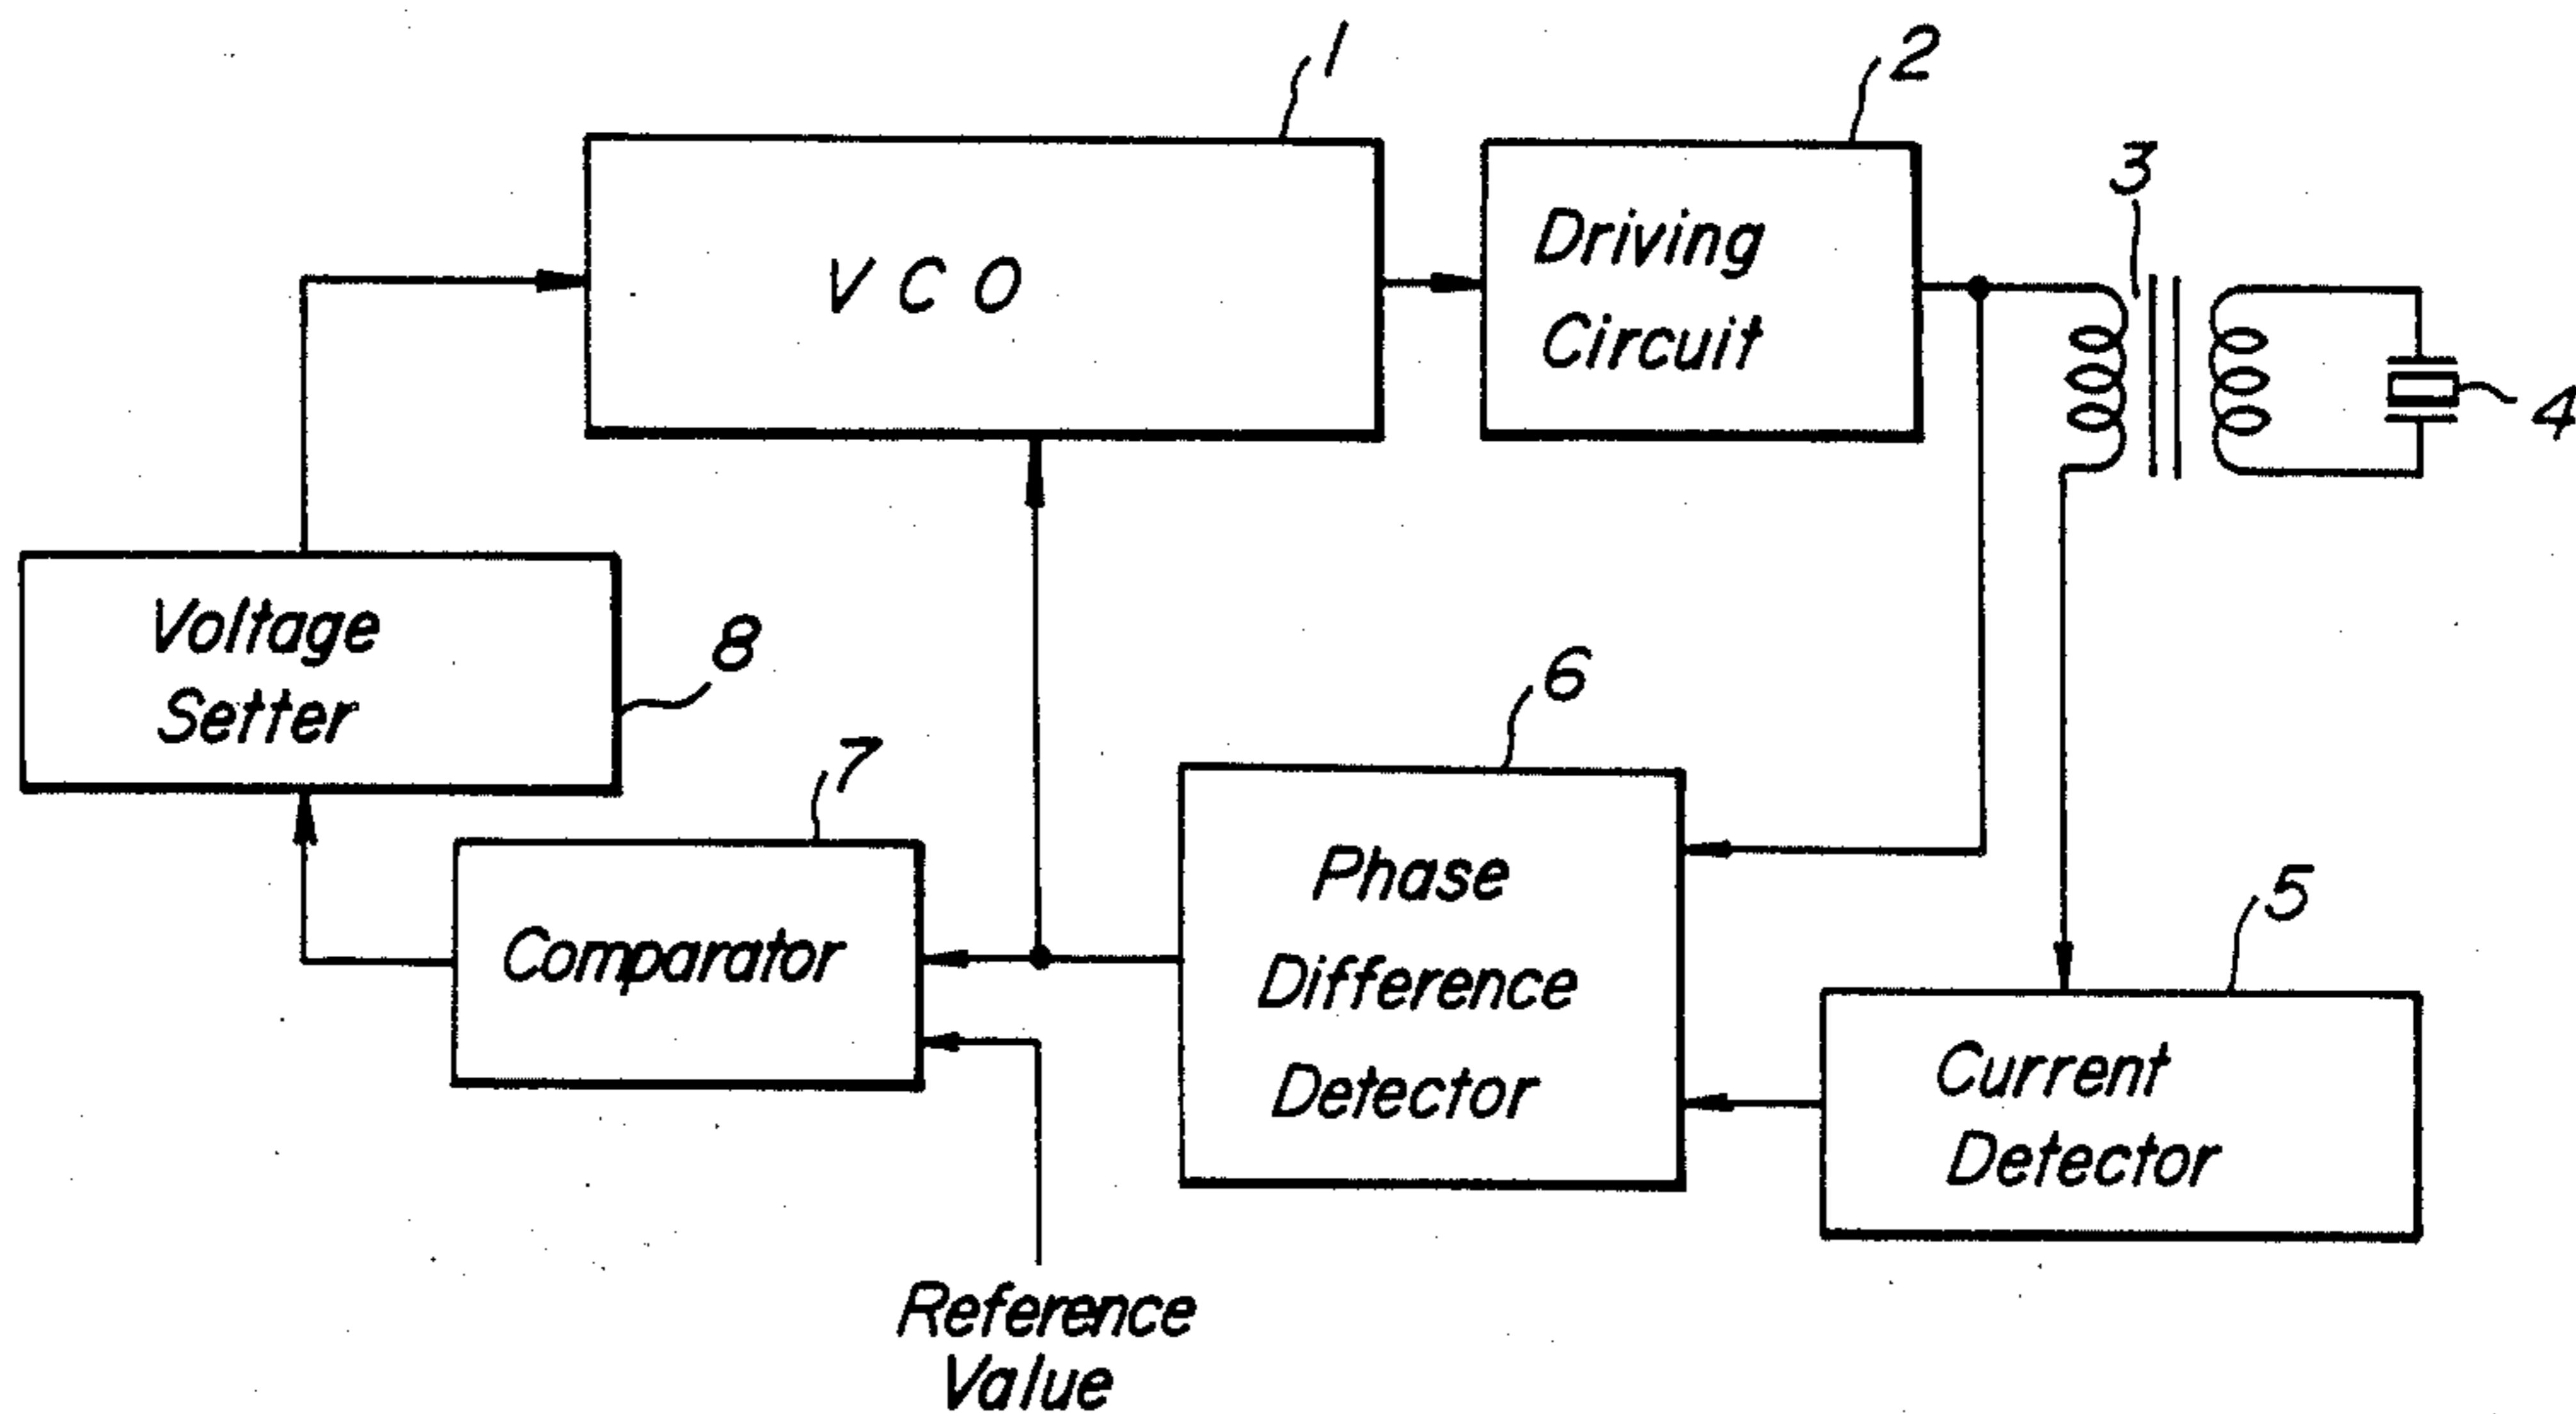 1
2
3
V C O
Driving
Circuit
4
Voltage
Setter
8
6
7
Phase
Difference
Detector
Comparator
5
Current
Detector
Reference
Value